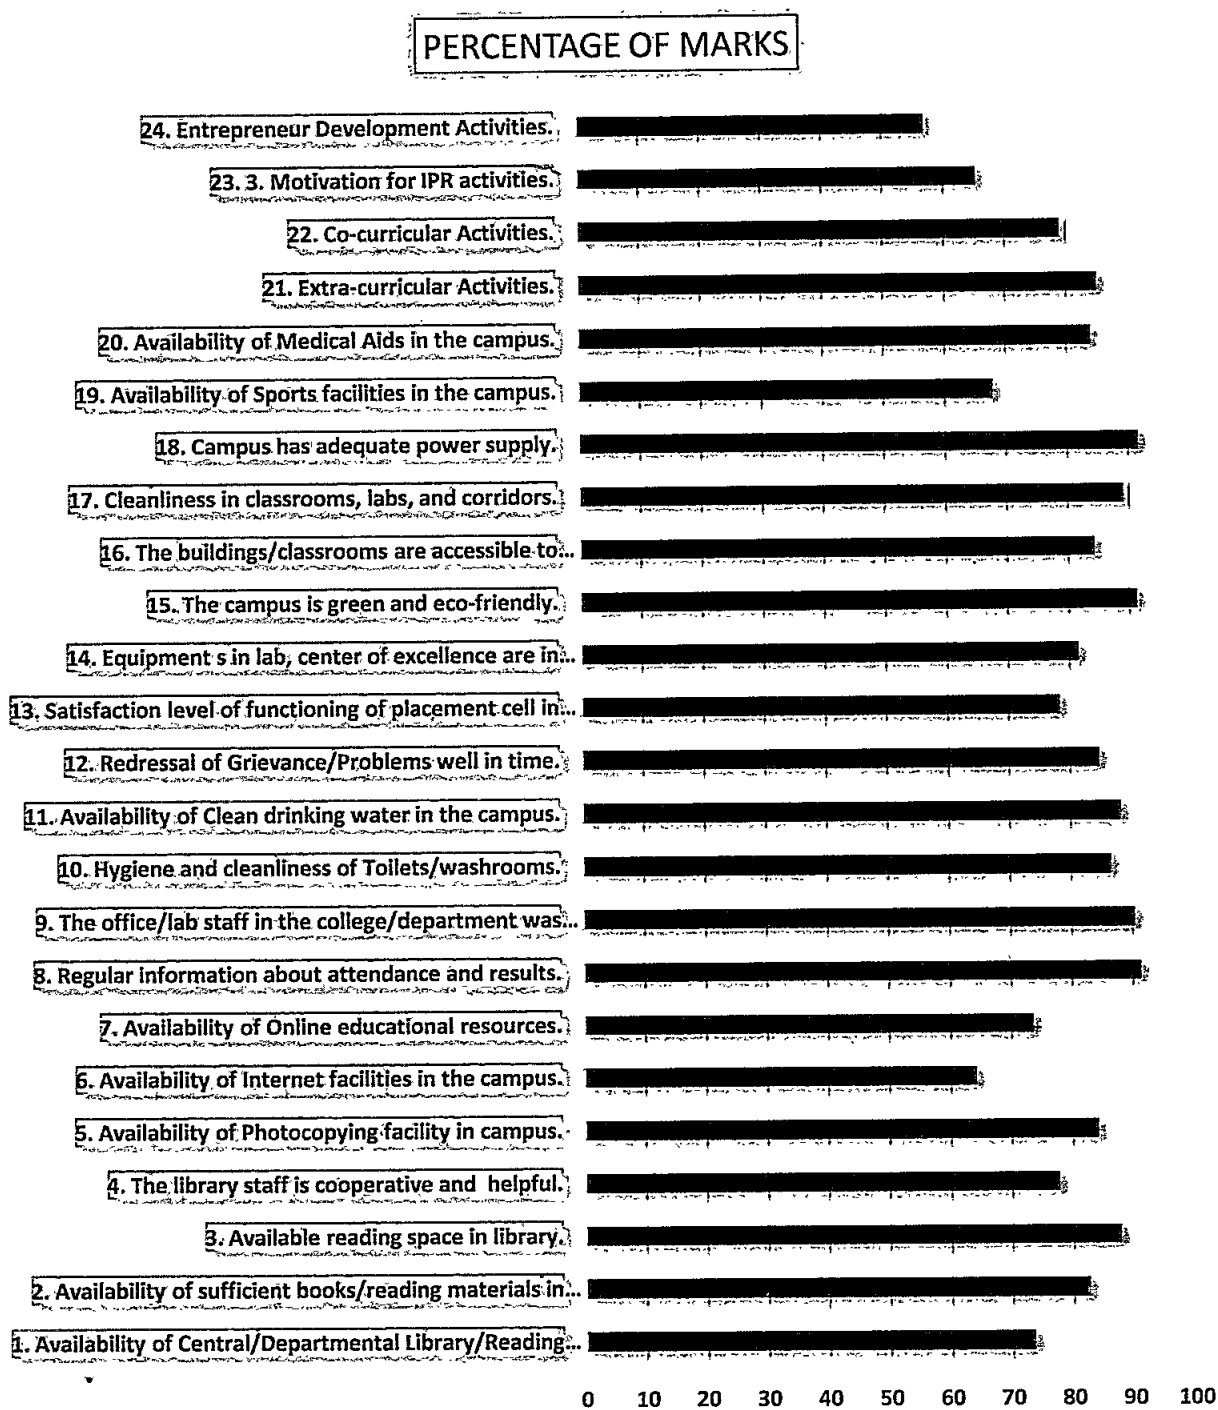 PERCENTAGE OF MARKS
24. Entrepreneur Development Activities.
23. 3. Motivation for IPR activities.
22. Co-curricular Activities.
21. Extra-curricular Activities.
20. Availability of Medical Aids in the campus.
19. Availability of Sports facilities in the campus.
18. Campus has adequate power supply.
17. Cleanliness in classrooms, labs, and corridors.
16. The buildings/classrooms are accessible to...
15. The campus is green and eco-friendly.
14. Equipment s in lab, center of excellence are in...
13. Satisfaction level of functioning of placement cell in...
12. Redressal of Grievance/Problems well in time.
11. Availability of Clean drinking water in the campus.
10. Hygiene and cleanliness of Toilets/washrooms.
9. The office/lab staff in the college/department was...
8. Regular information about attendance and results.
7. Availability of Online educational resources.
6. Availability of Internet facilities in the campus.
5. Availability of Photocopying facility in campus.
4. The library staff is cooperative and helpful.
3. Available reading space in library.
2. Availability of sufficient books/reading materials in...
1. Availability of Central/Departmental Library/Reading...
0 10 20 30 40 50 60 70 80 90 100